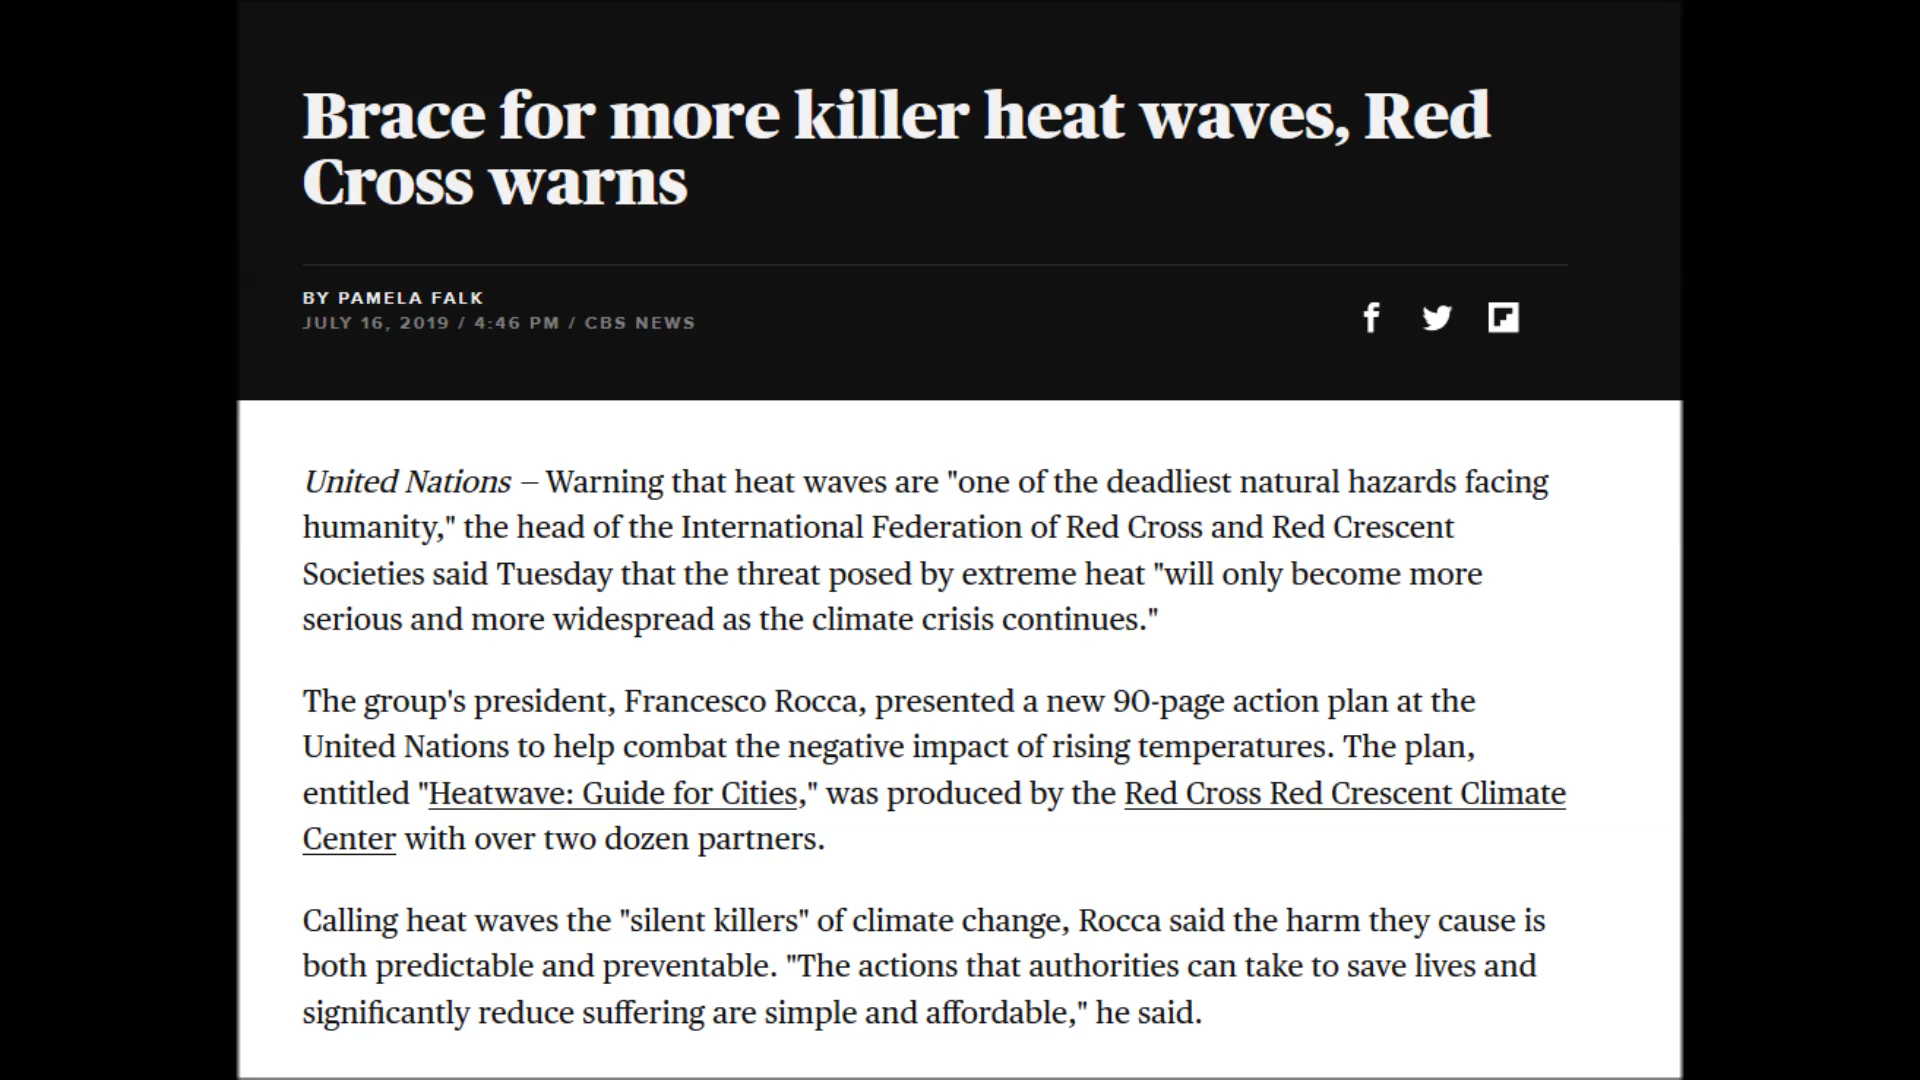 Brace for more killer heat waves, Red
Cross warns
BY PAMELA FALK
JULY 16, 2019 / 4:46 PM / CBS NEWS
United Nations — Warning that heat waves are "one of the deadliest natural hazards facing
humanity," the head of the International Federation of Red Cross and Red Crescent
Societies said Tuesday that the threat posed by extreme heat "will only become more
serious and more widespread as the climate crisis continues."
The group's president, Francesco Rocca, presented a new 90-page action plan at the
United Nations to help combat the negative impact of rising temperatures. The plan,
entitled "Heatwave: Guide for Cities," was produced by the Red Cross Red Crescent Climate
Center with over two dozen partners.
Calling heat waves the "silent killers" of climate change, Rocca said the harm they cause is
both predictable and preventable. "The actions that authorities can take to save lives and
significantly reduce suffering are simple and affordable," he said.